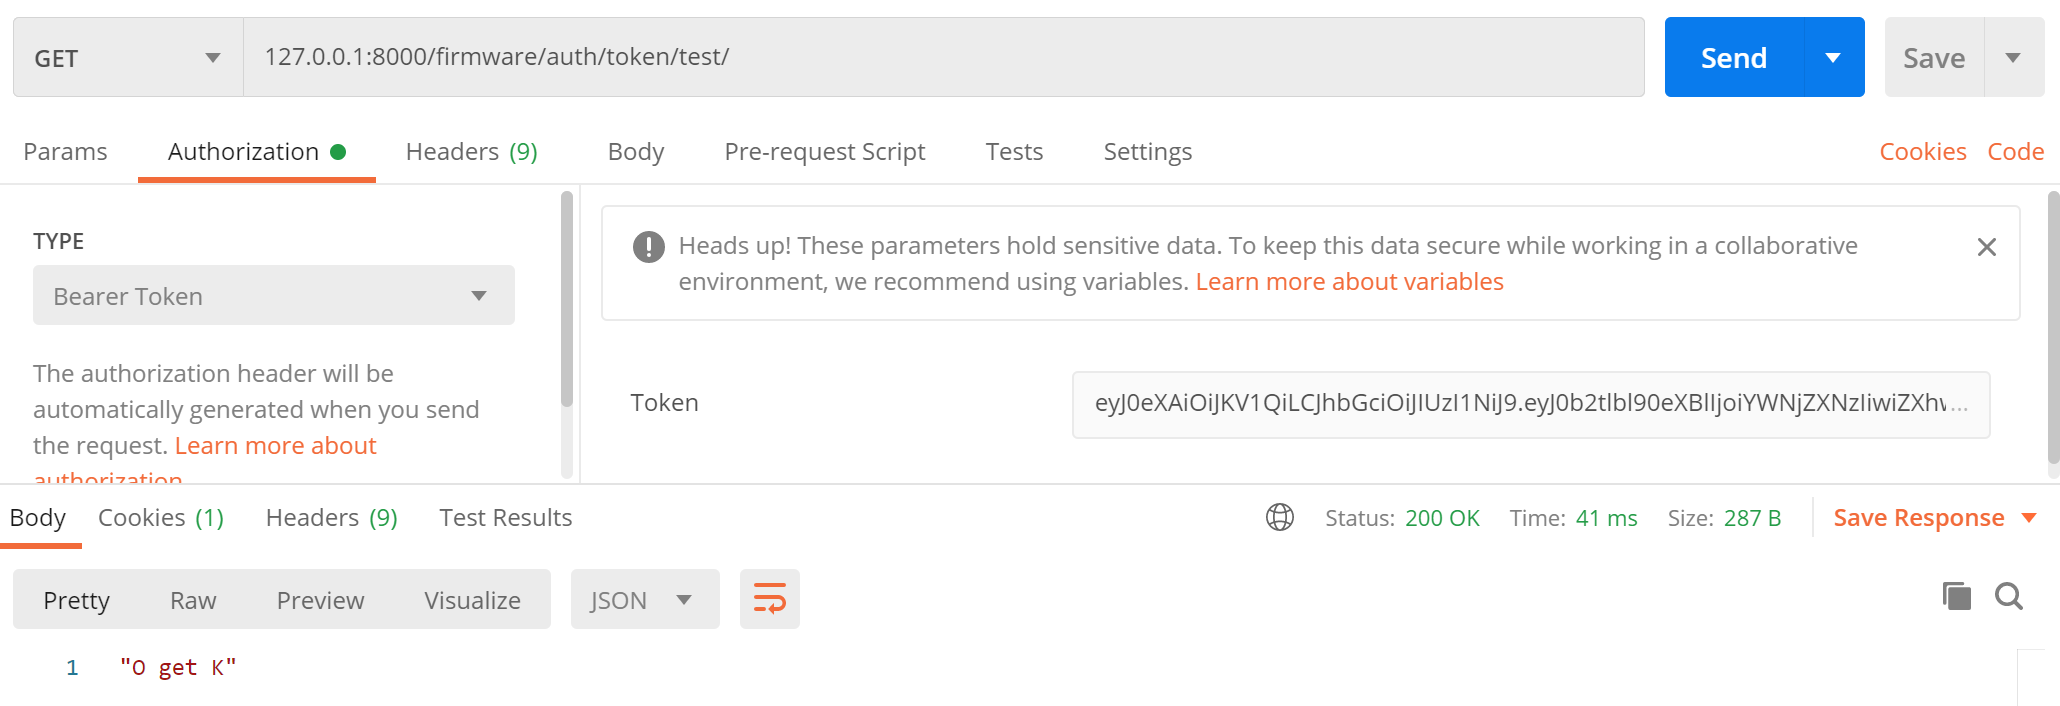 GET 127.0.0.1:8000/firmware/auth/token/test/ Send Save
Params Authorization Headers (9) Body Pre-request Script Tests Settings Cookies Code
TYPE
Bearer Token
The authorization header will be
automatically generated when you send
the request. Learn more about
authorization
Heads up! These parameters hold sensitive data. To keep this data secure while working in a collaborative
environment, we recommend using variables. Learn more about variables
Token eyJ0eXAiOiJKV1QiLCJhbGciOiJIUzI1NiJ9.eyJ0b2tlbl90eXBlIjoiYWNjZXNzIiwiZXh...
Body Cookies (1) Headers (9) Test Results Status: 200 OK Time: 41 ms Size: 287 B Save Response
Pretty Raw Preview Visualize JSON
1 "O get K"